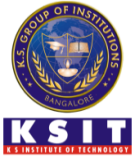 K.S. GROUP OF INSTITUTIONS
BANGALORE
KSIT
K S INSTITUTE OF TECHNOLOGY